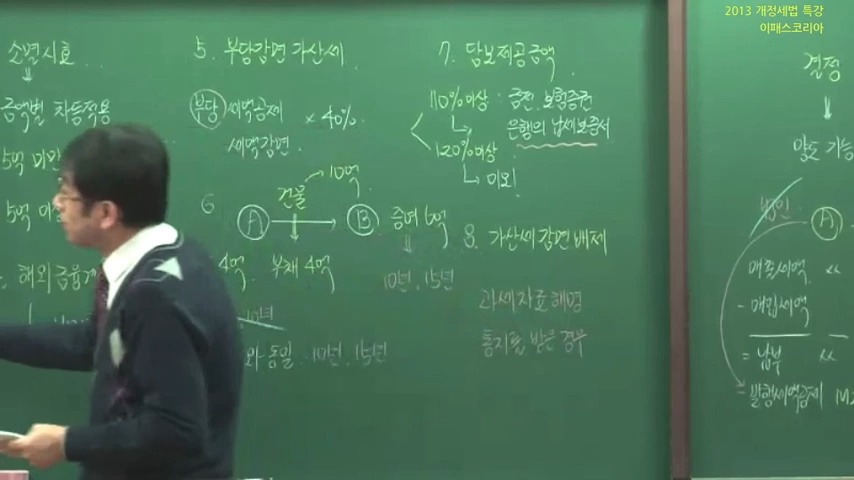 2013 개정세법 특강
이패스코리아
소멸시효
금액별 차등적용
5억 미만
5억 이
해외금융계
5. 부당감면 가산세
부당 세액공제 × 40%
세액감면
6
건물 → 10억
A → B 증여 6억
4억 부채 4억
10년, 15년
와 동일 10년, 15년
7. 담보제공금액
110%이상 : 금전, 보험증권
은행의 납세보증서
120%이상
이외!
8. 가산세 감면 배제
과세자료 해명
통지를 받은 경우
결정
양도 가능
법인
A
매출세액 <<
- 매입세액
= 납부 <<
- 발행세액공제